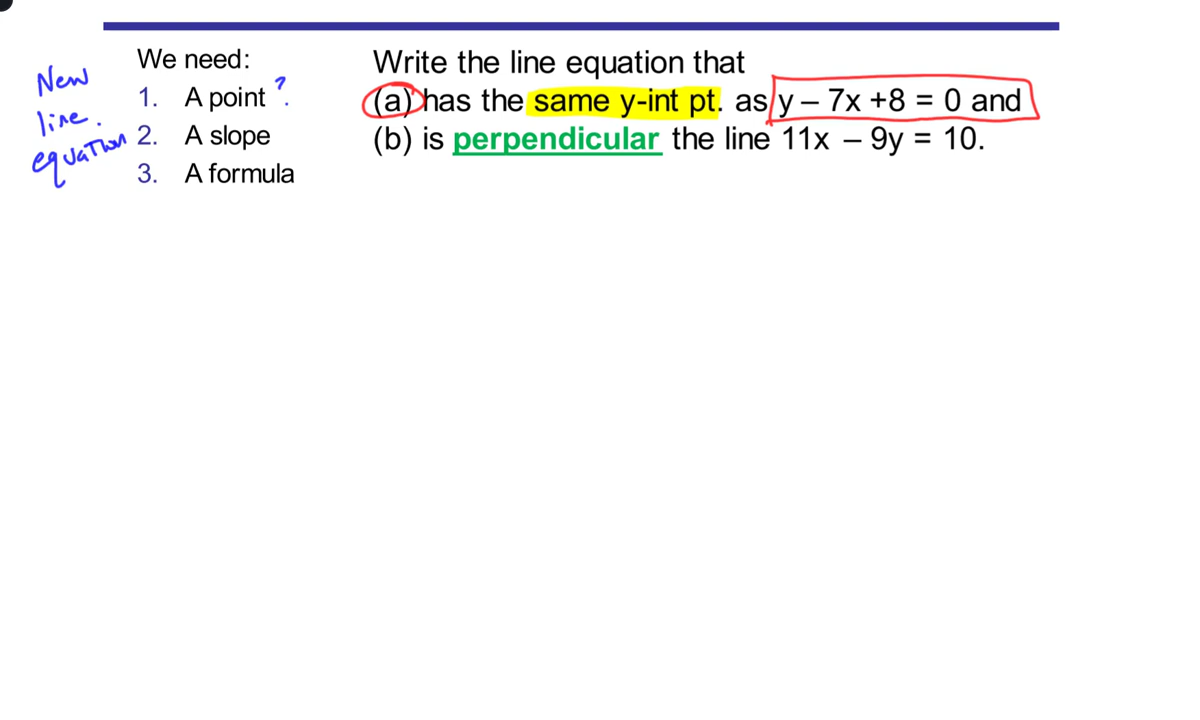 New
line.
equation
We need:
1. A point ?.
2. A slope
3. A formula
Write the line equation that
(a) has the same y-int pt. as y – 7x +8 = 0 and
(b) is perpendicular the line 11x – 9y = 10.